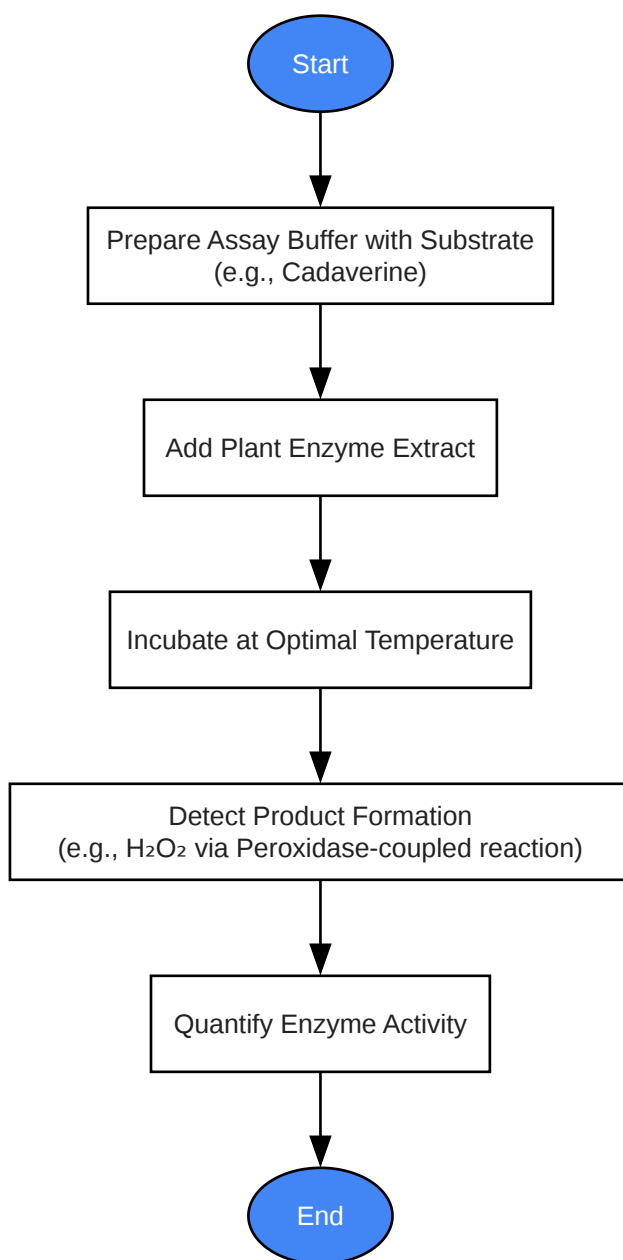 Start
Prepare Assay Buffer with Substrate
(e.g., Cadaverine)
Add Plant Enzyme Extract
Incubate at Optimal Temperature
Detect Product Formation
(e.g., H₂O₂ via Peroxidase-coupled reaction)
Quantify Enzyme Activity
End